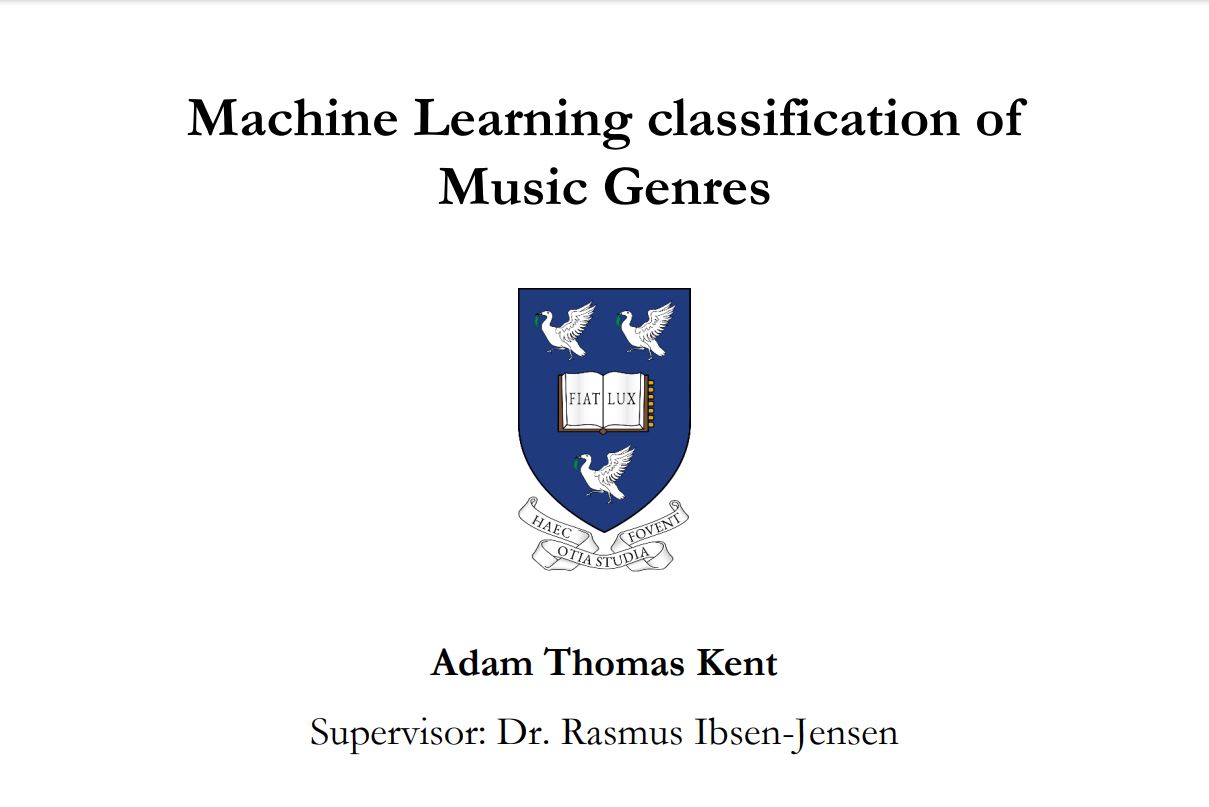 Machine Learning classification of
Music Genres
FIAT LUX
HAEC
FOVENT
OTIA STUDIA
Adam Thomas Kent
Supervisor: Dr. Rasmus Ibsen-Jensen